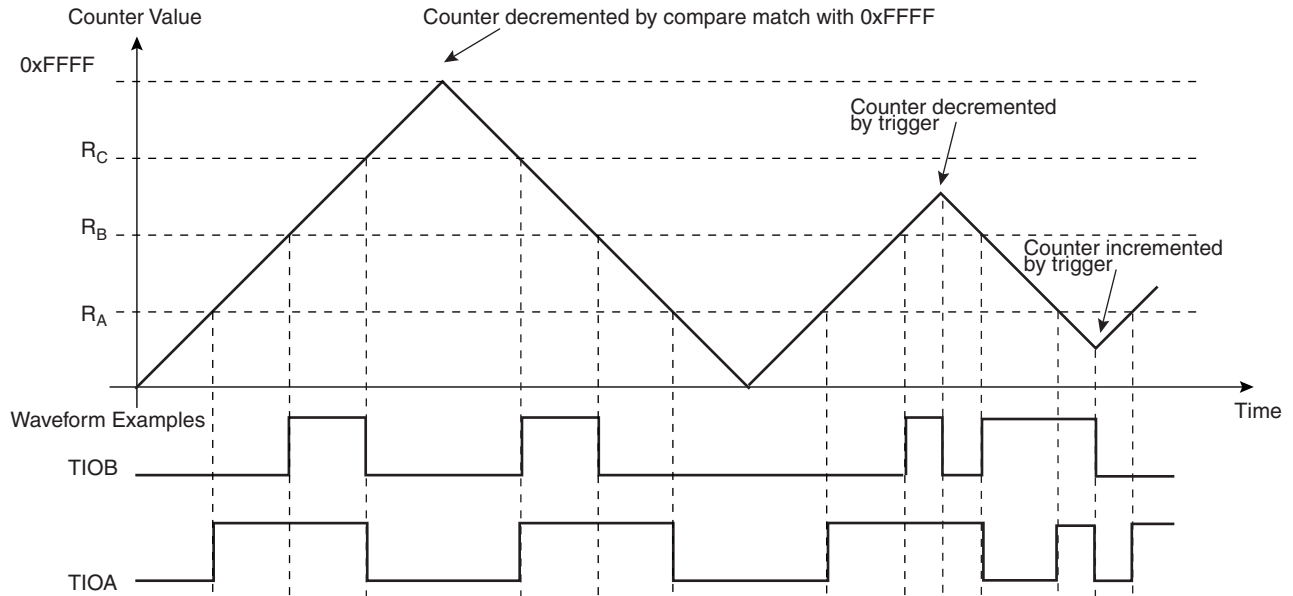 Counter Value
Counter decremented by compare match with 0xFFFF
0xFFFF
Counter decremented
by trigger
RC
RB
Counter incremented
by trigger
RA
Waveform Examples
Time
TIOB
TIOA